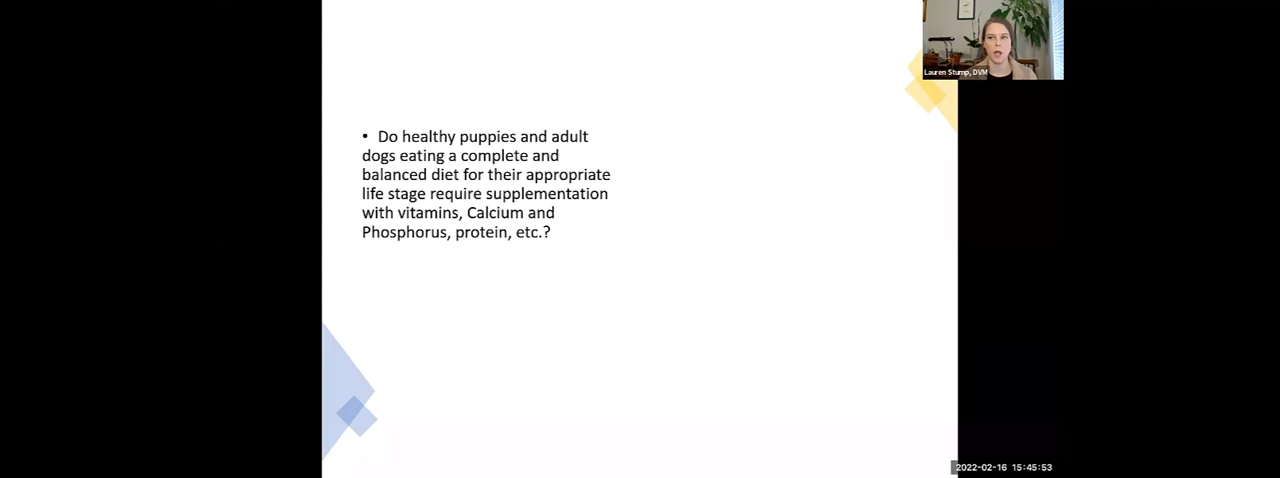 Lauren Stump, DVM
• Do healthy puppies and adult
dogs eating a complete and
balanced diet for their appropriate
life stage require supplementation
with vitamins, Calcium and
Phosphorus, protein, etc.?
2022-02-16 15:45:53